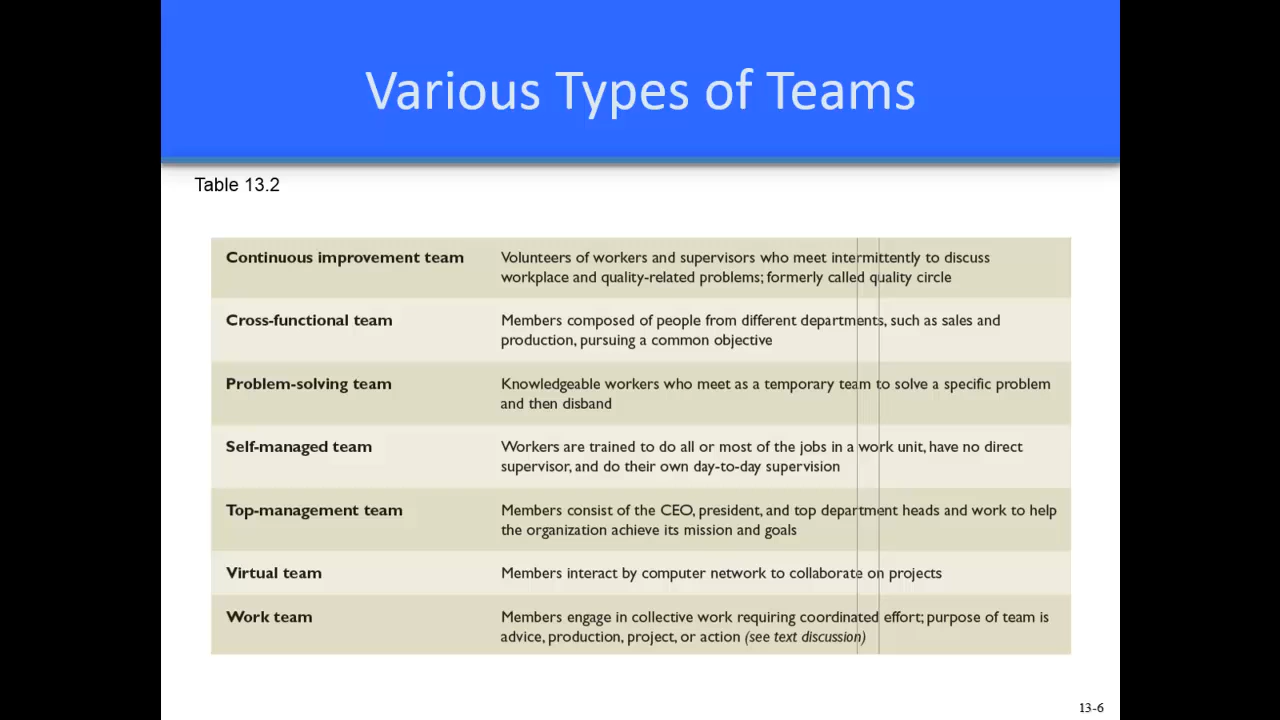 Various Types of Teams
Table 13.2
Continuous improvement team
Volunteers of workers and supervisors who meet intermittently to discuss
workplace and quality-related problems; formerly called quality circle
Cross-functional team
Members composed of people from different departments, such as sales and
production, pursuing a common objective
Problem-solving team
Knowledgeable workers who meet as a temporary team to solve a specific problem
and then disband
Self-managed team
Workers are trained to do all or most of the jobs in a work unit, have no direct
supervisor, and do their own day-to-day supervision
Top-management team
Members consist of the CEO, president, and top department heads and work to help
the organization achieve its mission and goals
Virtual team
Members interact by computer network to collaborate on projects
Work team
Members engage in collective work requiring coordinated effort; purpose of team is
advice, production, project, or action (see text discussion)
13-6